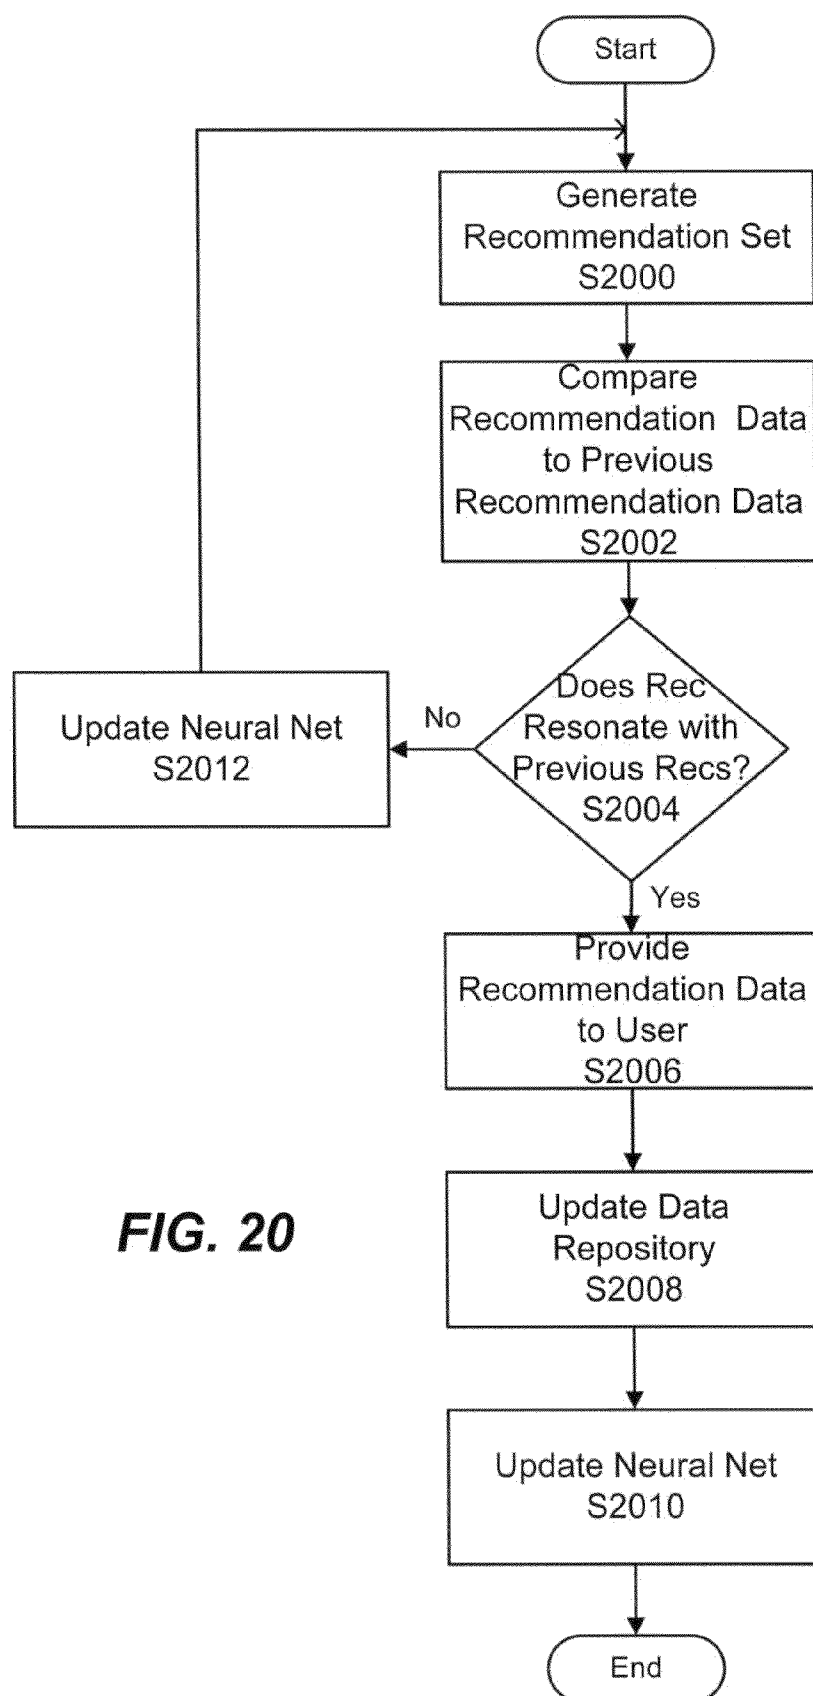 Start
Generate
Recommendation Set
S2000
Compare
Recommendation Data
to Previous
Recommendation Data
S2002
Does Rec
Resonate with
Previous Recs?
S2004
No
Update Neural Net
S2012
Yes
Provide
Recommendation Data
to User
S2006
FIG. 20
Update Data
Repository
S2008
Update Neural Net
S2010
End